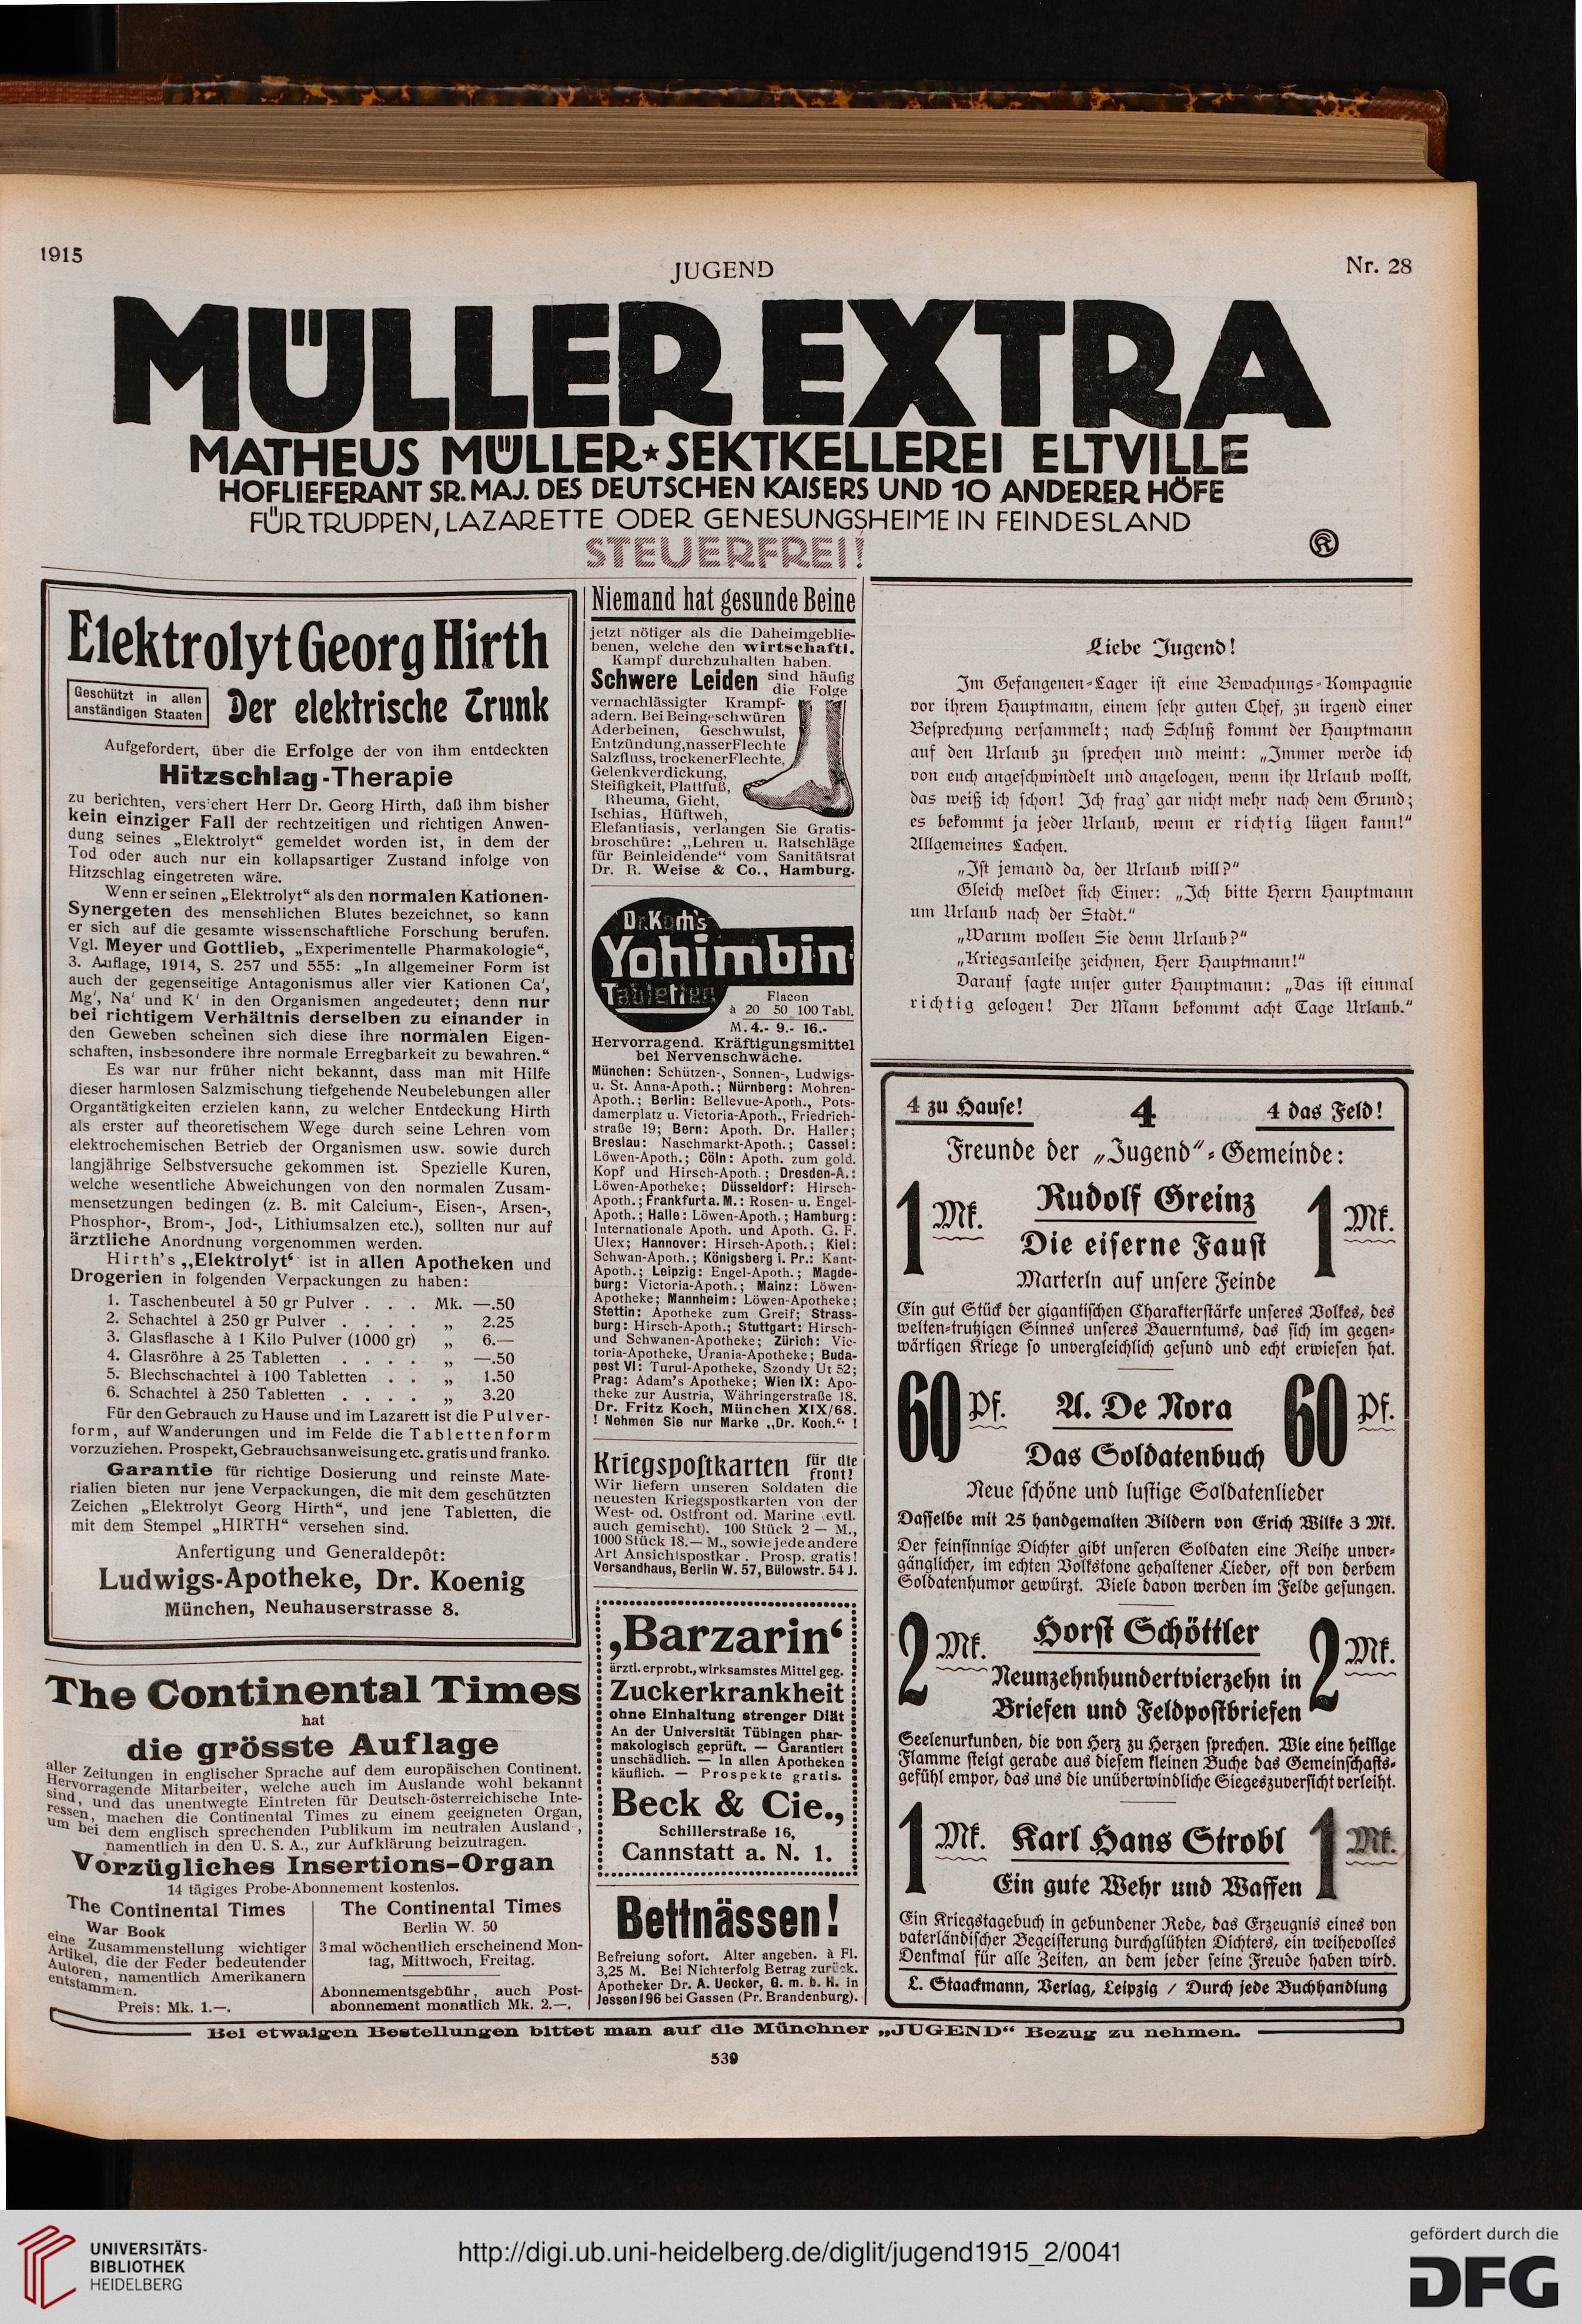 1915
JUGEND
Nr. 28
MÜLLER EXTRA
MATHEUS MÜLLER★SEKTKELLEREI ELTVILLE
HOFLIEFERANT SR. MAJ. DES DEUTSCHEN KAISERS UND 10 ANDERER HÖFE
FÜR TRUPPEN, LAZARETTE ODER GENESUNGSHEIME IN FEINDESLAND
STEUERFREI!
Elektrolyt Georg Hirth
Geschützt in allen
anständigen Staaten
Der elektrische Trunk
Aufgefordert, über die Erfolge der von ihm entdeckten
Hitzschlag-Therapie
zu berichten, versichert Herr Dr. Georg Hirth, daß ihm bisher
kein einziger Fall der rechtzeitigen und richtigen Anwen-
dung seines „Elektrolyt“ gemeldet worden ist, in dem der
Tod oder auch nur ein kollapsartiger Zustand infolge von
Hitzschlag eingetreten wäre.
Wenn er seinen „Elektrolyt“ als den normalen Kationen-
Synergeten des menschlichen Blutes bezeichnet, so kann
er sich auf die gesamte wissenschaftliche Forschung berufen.
Vgl. Meyer und Gottlieb, „Experimentelle Pharmakologie“,
3. Auflage, 1914, S. 257 und 555: „In allgemeiner Form ist
auch der gegenseitige Antagonismus aller vier Kationen Ca‘,
Mg‘, Na‘ und K‘ in den Organismen angedeutet; denn nur
bei richtigem Verhältnis derselben zu einander in
den Geweben scheinen sich diese ihre normalen Eigen-
schaften, insbesondere ihre normale Erregbarkeit zu bewahren.“
Es war nur früher nicht bekannt, dass man mit Hilfe
dieser harmlosen Salzmischung tiefgehende Neubelebungen aller
Organtätigkeiten erzielen kann, zu welcher Entdeckung Hirth
als erster auf theoretischem Wege durch seine Lehren vom
elektrochemischen Betrieb der Organismen usw. sowie durch
langjährige Selbstversuche gekommen ist. Spezielle Kuren,
welche wesentliche Abweichungen von den normalen Zusam-
mensetzungen bedingen (z. B. mit Calcium-, Eisen-, Arsen-,
Phosphor-, Brom-, Jod-, Lithiumsalzen etc.), sollten nur auf
ärztliche Anordnung vorgenommen werden.
Hirth's „Elektrolyt“ ist in allen Apotheken und
Drogerien in folgenden Verpackungen zu haben:
1. Taschenbeutel à 50 gr Pulver . . . Mk. —.50
2. Schachtel à 250 gr Pulver . . . . „ 2.25
3. Glasflasche à 1 Kilo Pulver (1000 gr) „ 6.—
4. Glasröhre à 25 Tabletten . . . . „ —.50
5. Blechschachtel à 100 Tabletten . . „ 1.50
6. Schachtel à 250 Tabletten . . . . „ 3.20
Für den Gebrauch zu Hause und im Lazarett ist die Pulver-
form, auf Wanderungen und im Felde die Tablettenform
vorzuziehen. Prospekt, Gebrauchsanweisung etc. gratis und franko.
Garantie für richtige Dosierung und reinste Mate-
rialien bieten nur jene Verpackungen, die mit dem geschützten
Zeichen „Elektrolyt Georg Hirth“, und jene Tabletten, die
mit dem Stempel „HIRTH“ versehen sind.
Anfertigung und Generaldepôt:
Ludwigs-Apotheke, Dr. Koenig
München, Neuhauserstrasse 8.
The Continental Times
hat
die grösste Auflage
aller Zeitungen in englischer Sprache auf dem europäischen Continent.
Hervorragende Mitarbeiter, welche auch im Auslande wohl bekannt
sind, und das unentwegte Eintreten für Deutsch-österreichische Inte-
ressen, machen die Continental Times zu einem geeigneten Organ,
um bei dem englisch sprechenden Publikum im neutralen Ausland,
namentlich in den U. S. A., zur Aufklärung beizutragen.
Vorzügliches Insertions-Organ
14 tägiges Probe-Abonnement kostenlos.
The Continental Times
War Book
eine Zusammenstellung wichtiger
Artikel, die der Feder bedeutender
Autoren, namentlich Amerikanern
entstammen.
Preis: Mk. 1.—.
The Continental Times
Berlin W. 50
3 mal wöchentlich erscheinend Mon-
tag, Mittwoch, Freitag.
Abonnementsgebühr, auch Post-
abonnement monatlich Mk. 2.—.
Niemand hat gesunde Beine
jetzt nötiger als die Daheimgeblie-
benen, welche den wirtschaftl.
Kampf durchzuhalten haben.
Schwere Leiden sind häufig
die Folge
vernachlässigter Krampf-
adern. Bei Beingeschwüren
Aderbeinen, Geschwulst,
Entzündung, nasser Flechte
Salzfluss, trockener Flechte,
Gelenkverdickung,
Steifigkeit, Plattfuß,
Rheuma, Gicht,
Ischias, Hüftweh,
Elefantiasis, verlangen Sie Gratis-
broschüre: „Lehren u. Ratschläge
für Beinleidende“ vom Sanitätsrat
Dr. R. Weise & Co., Hamburg.
Dr. Koch's
Yohimbin
Tabletten
Flacon
à 20 50 100 Tabl.
M. 4.- 9.- 16.-
Hervorragend. Kräftigungsmittel
bei Nervenschwäche.
München: Schützen-, Sonnen-, Ludwigs-
u. St. Anna-Apoth.; Nürnberg: Mohren-
Apoth.; Berlin: Bellevue-Apoth., Pots-
damerplatz u. Victoria-Apoth., Friedrich-
straße 19; Bern: Apoth. Dr. Haller;
Breslau: Naschmarkt-Apoth.; Cassel:
Löwen-Apoth.; Cöln: Apoth. zum gold.
Kopf und Hirsch-Apoth.; Dresden-A.:
Löwen-Apotheke; Düsseldorf: Hirsch-
Apoth.; Frankfurt a. M.: Rosen- u. Engel-
Apoth.; Halle: Löwen-Apoth.; Hamburg:
Internationale Apoth. und Apoth. G. F.
Ulex; Hannover: Hirsch-Apoth.; Kiel:
Schwan-Apoth.; Königsberg i. Pr.: Kant-
Apoth.; Leipzig: Engel-Apoth.; Magde-
burg: Victoria-Apoth.; Mainz: Löwen-
Apotheke; Mannheim: Löwen-Apotheke;
Stettin: Apotheke zum Greif; Strass-
burg: Hirsch-Apoth.; Stuttgart: Hirsch-
und Schwanen-Apotheke; Zürich: Vic-
toria-Apotheke, Urania-Apotheke; Buda-
pest VI: Turul-Apotheke, Szondy Ut 52;
Prag: Adam's Apotheke; Wien IX: Apo-
theke zur Austria, Währingerstraße 18.
Dr. Fritz Koch, München XIX/68.
! Nehmen Sie nur Marke „Dr. Koch.“ !
Kriegspostkarten für die
Front!
Wir liefern unseren Soldaten die
neuesten Kriegspostkarten von der
West- od. Ostfront od. Marine (evtl.
auch gemischt). 100 Stück 2 — M.,
1000 Stück 18.— M., sowie jede andere
Art Ansichtspostkar . Prosp. gratis!
Versandhaus, Berlin W. 57, Bülowstr. 54 J.
‚Barzarin‘
ärztl. erprobt., wirksamstes Mittel geg.
Zuckerkrankheit
ohne Einhaltung strenger Diät
An der Universität Tübingen phar-
makologisch geprüft. — Garantiert
unschädlich. — In allen Apotheken
käuflich. — Prospekte gratis.
Beck & Cie.,
Schillerstraße 16,
Cannstatt a. N. 1.
Bettnässen!
Befreiung sofort. Alter angeben. à Fl.
3,25 M. Bei Nichterfolg Betrag zurück.
Apotheker Dr. A. Uecker, G. m. b. H. in
Jessen 196 bei Gassen (Pr. Brandenburg).
Liebe Jugend!
Im Gefangenen-Lager ist eine Bewachungs-Kompagnie
vor ihrem Hauptmann, einem sehr guten Chef, zu irgend einer
Besprechung versammelt; nach Schluß kommt der Hauptmann
auf den Urlaub zu sprechen und meint: „Immer werde ich
von euch angeschwindelt und angelogen, wenn ihr Urlaub wollt,
das weiß ich schon! Ich frag' gar nicht mehr nach dem Grund;
es bekommt ja jeder Urlaub, wenn er richtig lügen kann!“
Allgemeines Lachen.
„Ist jemand da, der Urlaub will?“
Gleich meldet sich Einer: „Ich bitte Herrn Hauptmann
um Urlaub nach der Stadt.“
„Warum wollen Sie denn Urlaub?“
„Kriegsanleihe zeichnen, Herr Hauptmann!“
Darauf sagte unser guter Hauptmann: „Das ist einmal
richtig gelogen! Der Mann bekommt acht Tage Urlaub.“
4 zu Hause! 4 4 das Feld!
Freunde der „Jugend“-Gemeinde:
1 Mk. Rudolf Greinz 1 Mk.
Die eiserne Faust
Marterln auf unsere Feinde
Ein gut Stück der gigantischen Charakterstärke unseres Volkes, des
welten-trutzigen Sinnes unseres Bauerntums, das sich im gegen-
wärtigen Kriege so unvergleichlich gesund und echt erwiesen hat.
60 Pf. A. De Nora 60 Pf.
Das Soldatenbuch
Neue schöne und lustige Soldatenlieder
Dasselbe mit 25 handgemalten Bildern von Erich Wilke 3 Mk.
Der feinsinnige Dichter gibt unseren Soldaten eine Reihe unver-
gänglicher, im echten Volkstone gehaltener Lieder, oft von derbem
Soldatenhumor gewürzt. Viele davon werden im Felde gesungen.
2 Mk. Horst Schöttler 2 Mk.
Neunzehnhundertvierzehn in
Briefen und Feldpostbriefen
Seelenurkunden, die von Herz zu Herzen sprechen. Wie eine heilige
Flamme steigt gerade aus diesem kleinen Buche das Gemeinschafts-
gefühl empor, das uns die unüberwindliche Siegeszuversicht verleiht.
1 Mk. Karl Hans Strobl 1 Mk.
Ein gute Wehr und Waffen
Ein Kriegstagebuch in gebundener Rede, das Erzeugnis eines von
vaterländischer Begeisterung durchglühten Dichters, ein weihevolles
Denkmal für alle Zeiten, an dem jeder seine Freude haben wird.
L. Staackmann, Verlag, Leipzig / Durch jede Buchhandlung
Bei etwaigen Bestellungen bittet man auf die Münchner „JUGEND“ Bezug zu nehmen.
539
UNIVERSITÄTS-
BIBLIOTHEK
HEIDELBERG
http://digi.ub.uni-heidelberg.de/diglit/jugend1915_2/0041
gefördert durch die
DFG